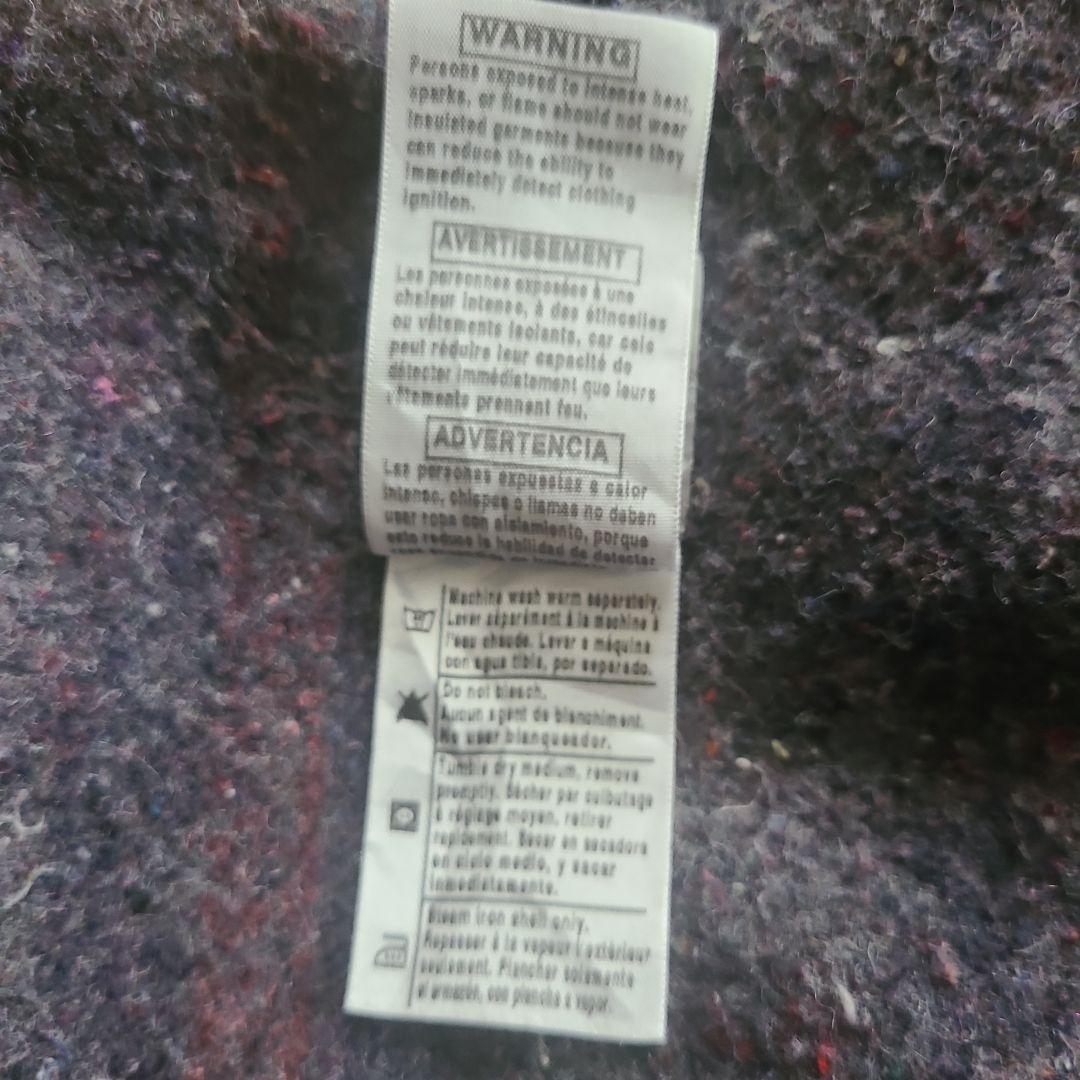 WARNING
Persons exposed to intense heat,
sparks, or flame should not wear
insulated garments because they
can reduce the ability to
immediately detect clothing
ignition.
AVERTISSEMENT
Les personnes exposées à une
chaleur intense, à des étincelles
ou vêtements isolants, car cela
peut réduire leur capacité de
détecter immédiatement que leurs
vêtements prennent feu.
ADVERTENCIA
Las personas expuestas a calor
intenso, chispas o llamas no deben
usar ropa con aislamiento, porque
esto reduce la habilidad de detectar
Machine wash warm separately.
Laver séparément à la machine à
l'eau chaude. Lavar a máquina
con agua tibia, por separado.
Do not bleach.
Aucun agent de blanchiment.
No usar blanqueador.
Tumble dry medium, remove
promptly. Sécher par culbutage
à réglage moyen, retirer
rapidement. Secar en secadora
en ciclo medio, y sacar
inmediatamente.
Steam iron shell only.
Repasser à la vapeur l'extérieur
seulement. Planchar solamente
el armazón, con plancha a vapor.